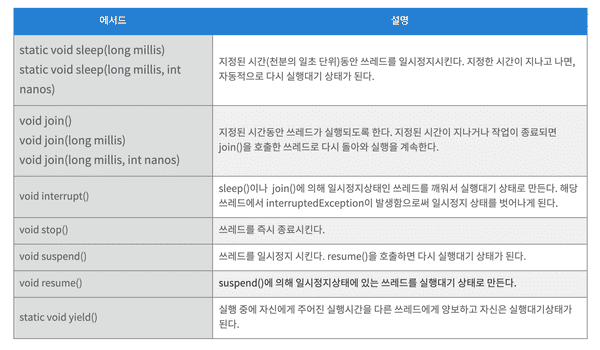 에서드
설명
static void sleep(long millis)
static void sleep(long millis, int
nanos)
지정된 시간(천분의 일초 단위)동안 쓰레드를 일시정지시킨다. 지정한 시간이 지나고 나면,
자동적으로 다시 실행대기 상태가 된다.
void join()
void join(long millis)
void join(long millis, int nanos)
지정된 시간동안 쓰레드가 실행되도록 한다. 지정된 시간이 지나거나 작업이 종료되면
join()을 호출한 쓰레드로 다시 돌아와 실행을 계속한다.
void interrupt()
sleep()이나 join()에 의해 일시정지상태인 쓰레드를 깨워서 실행대기 상태로 만든다. 해당
쓰레드에서 interruptedException이 발생함으로써 일시정지 상태를 벗어나게 된다.
void stop()
쓰레드를 즉시 종료시킨다.
void suspend()
쓰레드를 일시정지 시킨다. resume()을 호출하면 다시 실행대기 상태가 된다.
void resume()
suspend()에 의해 일시정지상태에 있는 쓰레드를 실행대기 상태로 만든다.
static void yield()
실행 중에 자신에게 주어진 실행시간을 다른 쓰레드에게 양보하고 자신은 실행대기상태가
된다.